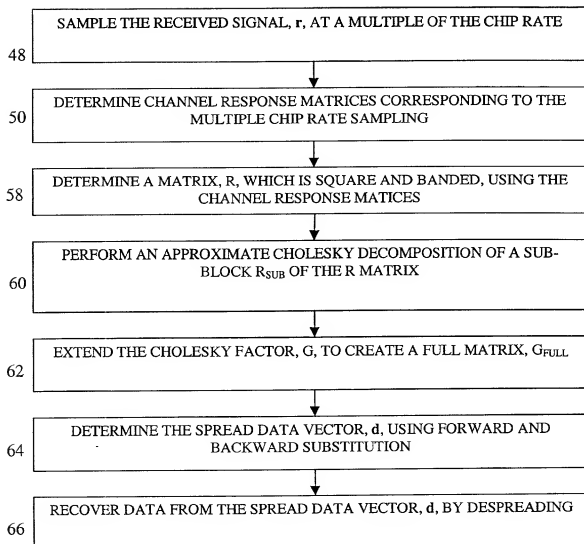 SAMPLE THE RECEIVED SIGNAL, r, AT A MULTIPLE OF THE CHIP RATE
48
DETERMINE CHANNEL RESPONSE MATRICES CORRESPONDING TO THE
MULTIPLE CHIP RATE SAMPLING
50
DETERMINE A MATRIX, R, WHICH IS SQUARE AND BANDED, USING THE
CHANNEL RESPONSE MATICES
58
PERFORM AN APPROXIMATE CHOLESKY DECOMPOSITION OF A SUB-
BLOCK RSUB OF THE R MATRIX
60
EXTEND THE CHOLESKY FACTOR, G, TO CREATE A FULL MATRIX, GFULL
62
DETERMINE THE SPREAD DATA VECTOR, d, USING FORWARD AND
BACKWARD SUBSTITUTION
64
RECOVER DATA FROM THE SPREAD DATA VECTOR, d, BY DESPREADING
66